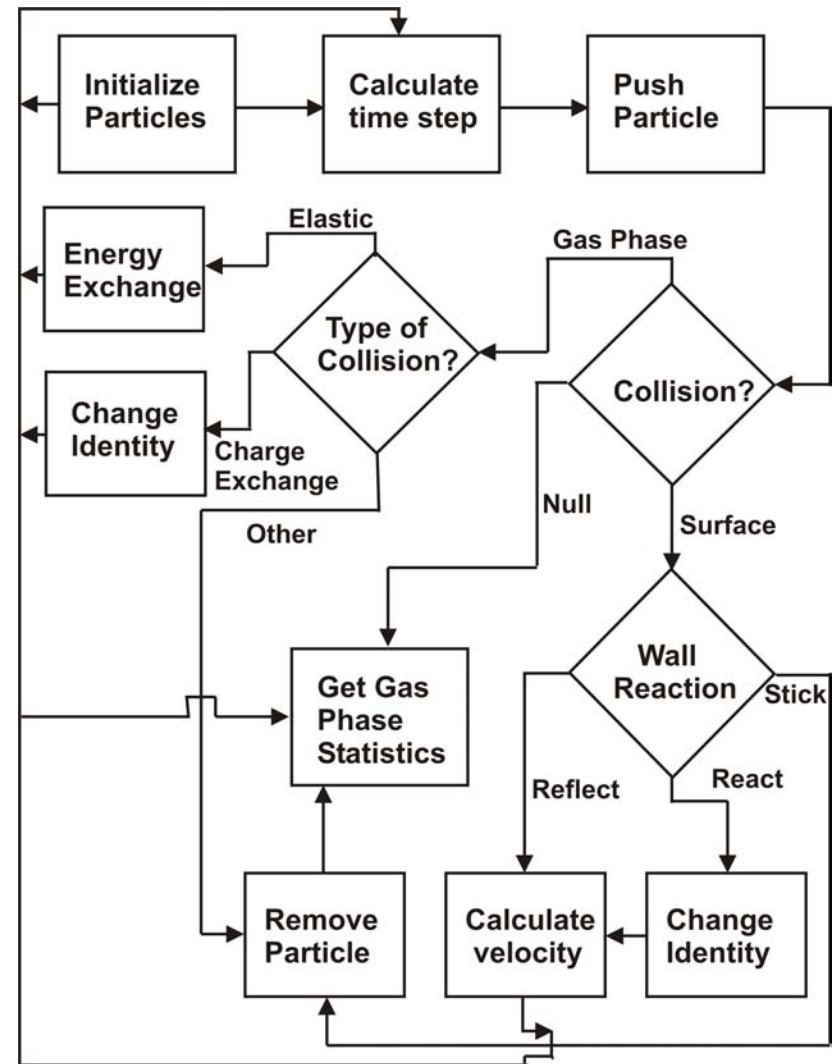 Initialize
Particles
Calculate
time step
Push
Particle
Elastic
Gas Phase
Energy
Exchange
Type of
Collision?
Collision?
Change
Identity
Charge
Exchange
Null
Other
Surface
Wall
Reaction
Stick
Get Gas
Phase
Statistics
Reflect
React
Remove
Particle
Calculate
velocity
Change
Identity